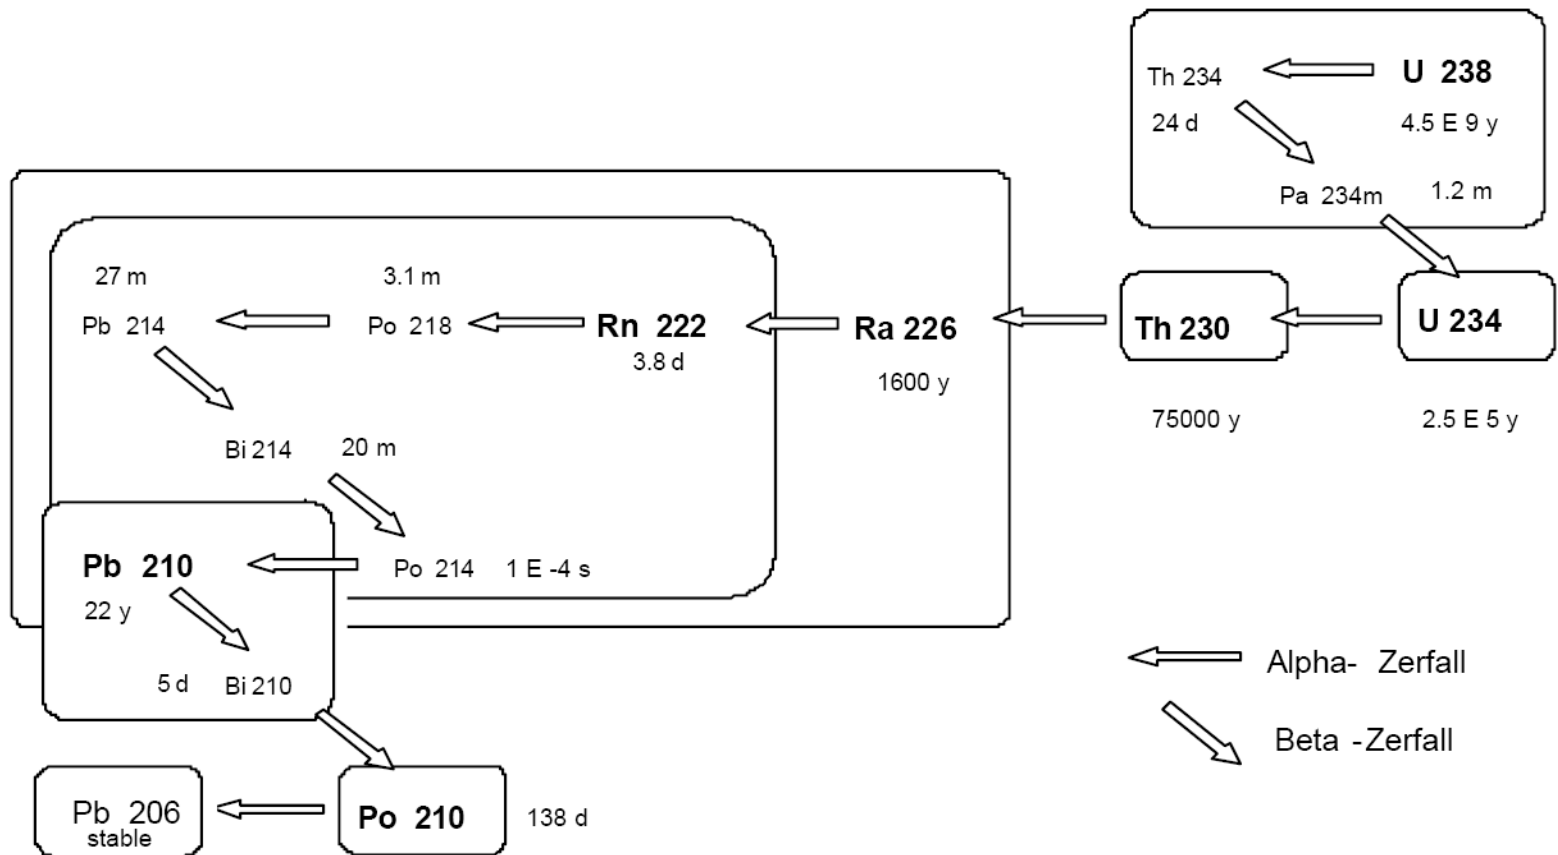 Th 234
U 238
24 d
4.5 E 9 y
Pa 234m
1.2 m
27 m
3.1 m
Pb 214
Po 218
Rn 222
3.8 d
Ra 226
1600 y
Th 230
U 234
75000 y
2.5 E 5 y
Bi 214
20 m
Pb 210
Po 214
1 E -4 s
22 y
5 d
Bi 210
Alpha- Zerfall
Beta -Zerfall
Pb 206
stable
Po 210
138 d